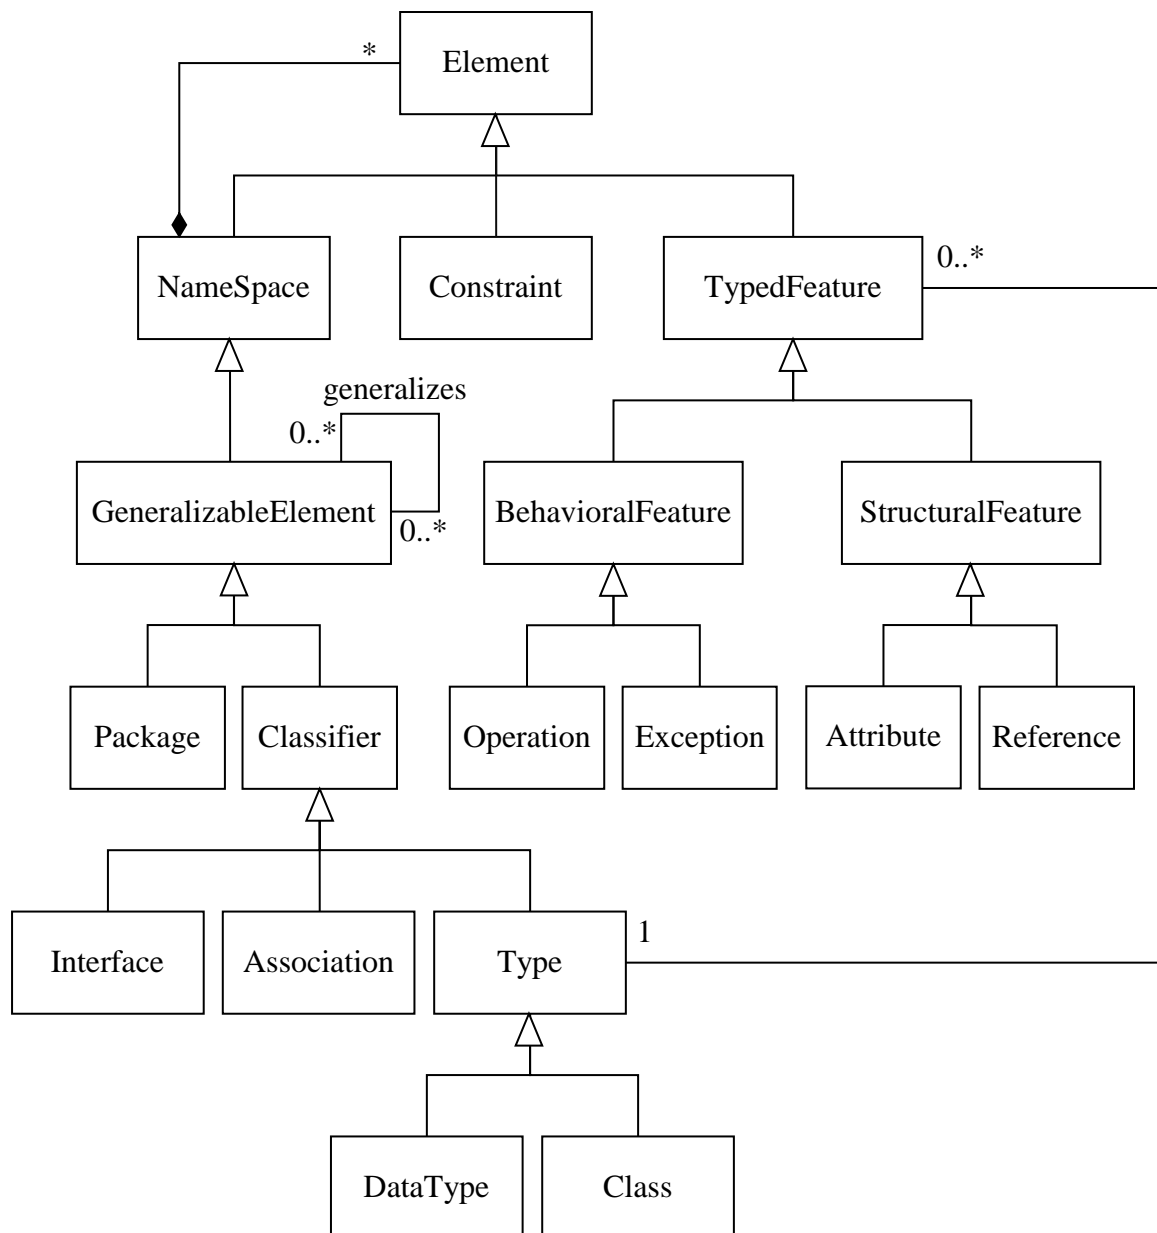 *
Element
NameSpace
Constraint
TypedFeature
0..*
generalizes
0..*
GeneralizableElement
0..*
BehavioralFeature
StructuralFeature
Package
Classifier
Operation
Exception
Attribute
Reference
Interface
Association
Type
1
DataType
Class